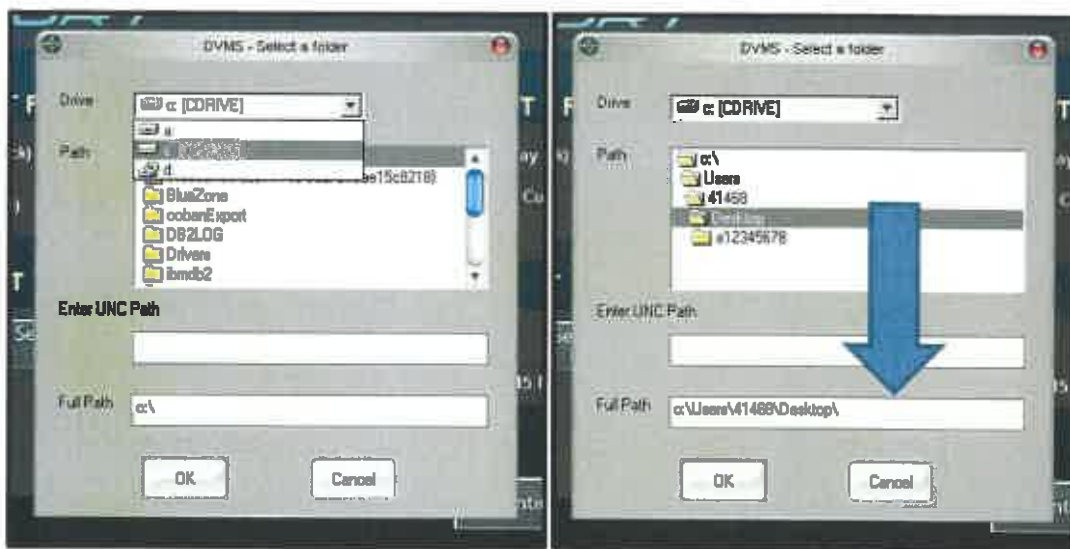 DVMS - Select a folder
Drive
c: [CDRIVE]
a:
d:
Path
BlueZone
DB2LOG
Drivers
ibmdb2
Enter UNC Path
Full Path
c:\
OK
Cancel
DVMS - Select a folder
Drive
c: [CDRIVE]
Path
c:\
Users
41468
Desktop
a12345678
Enter UNC Path
Full Path
c:\Users\41468\Desktop\
OK
Cancel